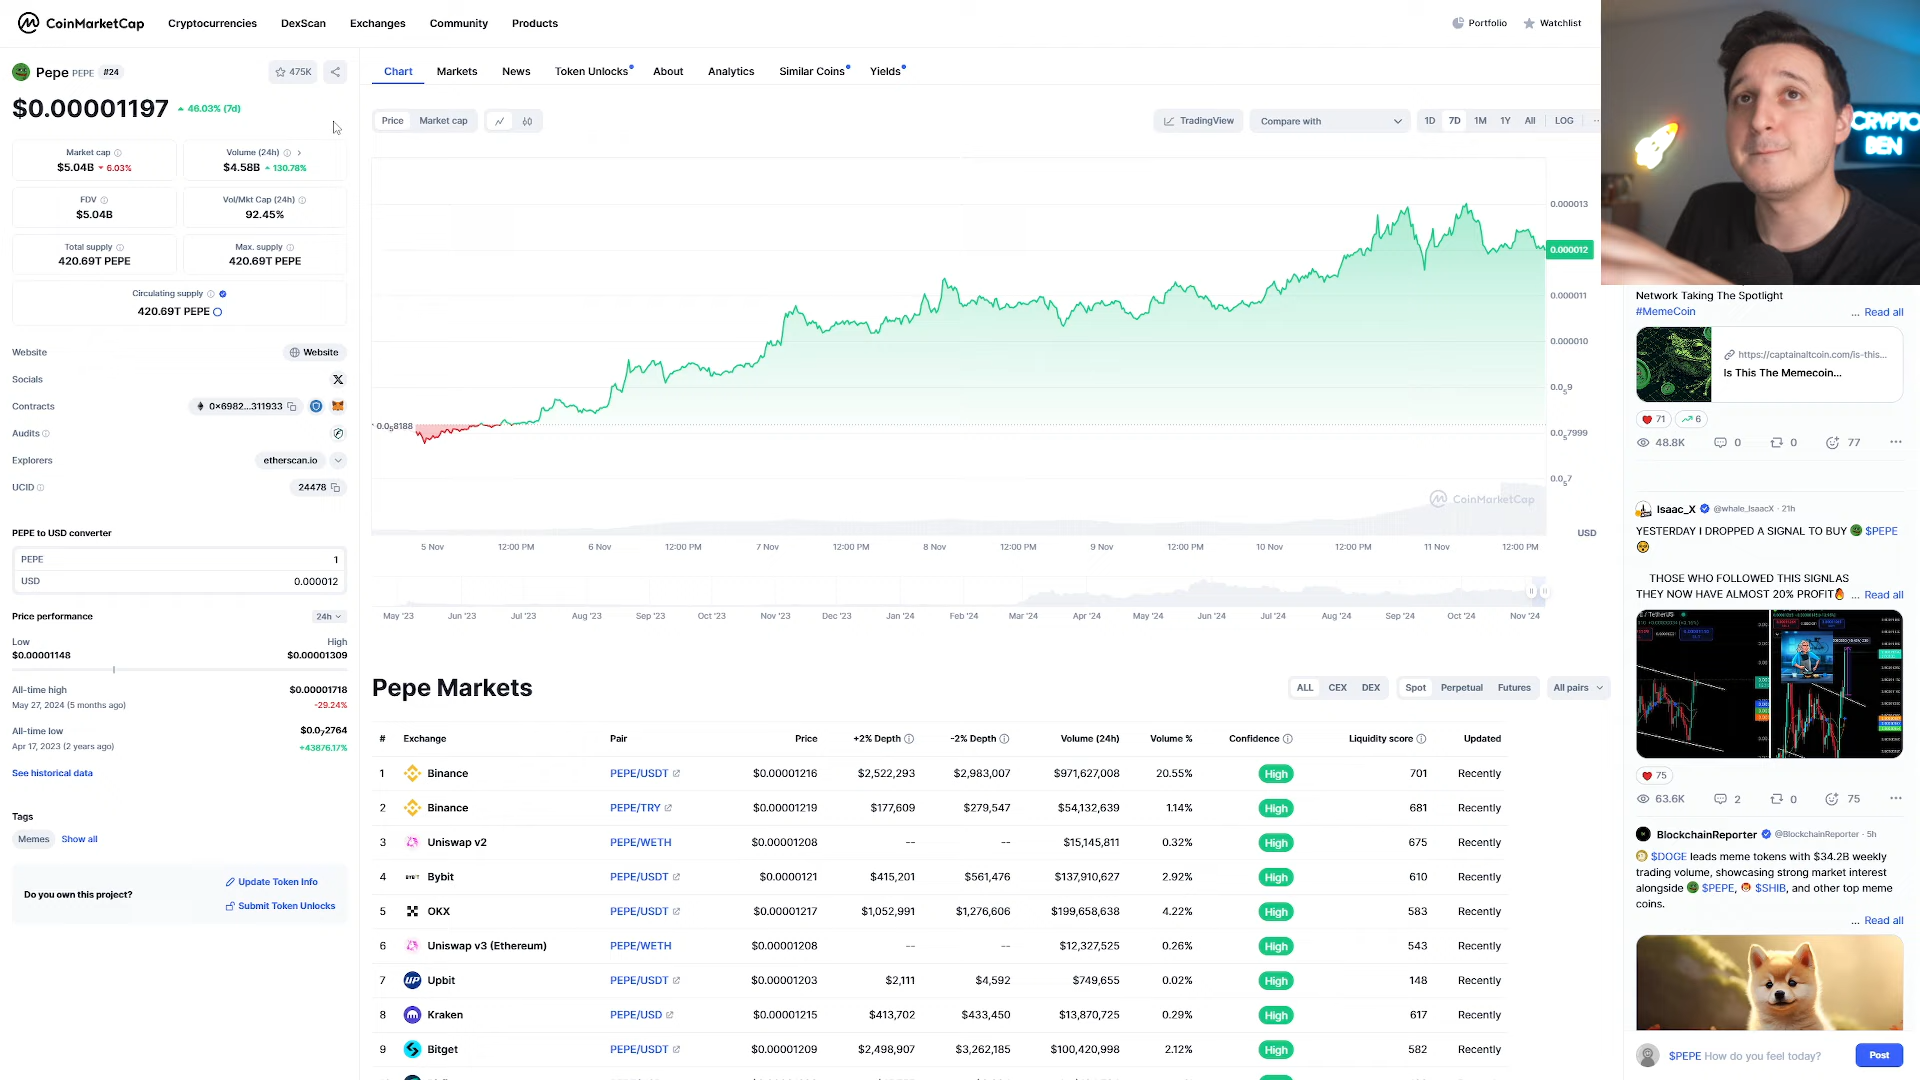 CoinMarketCap Cryptocurrencies DexScan Exchanges Community Products Portfolio Watchlist
Pepe PEPE #24 475K
$0.00001197 46.03% (7d)
Market cap Volume (24h)
$5.04B 6.03% $4.58B 130.78%
FDV Vol/Mkt Cap (24h)
$5.04B 92.45%
Total supply Max. supply
420.69T PEPE 420.69T PEPE
Circulating supply
420.69T PEPE
Website Website
Socials
Contracts 0x6982...311933
Audits
Explorers etherscan.io
UCID 24478
PEPE to USD converter
PEPE 1
USD 0.000012
Price performance 24h
Low High
$0.00001148 $0.00001309
All-time high $0.00001718
May 27, 2024 (5 months ago) -29.24%
All-time low $0.0₇2764
Apr 17, 2023 (2 years ago) +43876.17%
See historical data
Tags
Memes Show all
Do you own this project?
Update Token Info
Submit Token Unlocks
Chart Markets News Token Unlocks About Analytics Similar Coins Yields
Price Market cap TradingView Compare with 1D 7D 1M 1Y All LOG ...
0.000013
0.000012
0.000011
0.000010
0.0₅9
0.0₅8188
0.0₅7999
0.0₅7
CoinMarketCap
USD
5 Nov 12:00 PM 6 Nov 12:00 PM 7 Nov 12:00 PM 8 Nov 12:00 PM 9 Nov 12:00 PM 10 Nov 12:00 PM 11 Nov 12:00 PM
May '23 Jun '23 Jul '23 Aug '23 Sep '23 Oct '23 Nov '23 Dec '23 Jan '24 Feb '24 Mar '24 Apr '24 May '24 Jun '24 Jul '24 Aug '24 Sep '24 Oct '24 Nov '24
Pepe Markets ALL CEX DEX Spot Perpetual Futures All pairs
# Exchange Pair Price +2% Depth -2% Depth Volume (24h) Volume % Confidence Liquidity score Updated
1 Binance PEPE/USDT $0.00001216 $2,522,293 $2,983,007 $971,627,008 20.55% High 701 Recently
2 Binance PEPE/TRY $0.00001219 $177,609 $279,547 $54,132,639 1.14% High 681 Recently
3 Uniswap v2 PEPE/WETH $0.00001208 -- -- $15,145,811 0.32% High 675 Recently
4 BYBIT Bybit PEPE/USDT $0.0000121 $415,201 $561,476 $137,910,627 2.92% High 610 Recently
5 OKX PEPE/USDT $0.00001217 $1,052,991 $1,276,606 $199,658,638 4.22% High 583 Recently
6 Uniswap v3 (Ethereum) PEPE/WETH $0.00001208 -- -- $12,327,525 0.26% High 543 Recently
7 UP Upbit PEPE/USDT $0.00001203 $2,111 $4,592 $749,655 0.02% High 148 Recently
8 Kraken PEPE/USD $0.00001215 $413,702 $433,450 $13,870,725 0.29% High 617 Recently
9 Bitget PEPE/USDT $0.00001209 $2,498,907 $3,262,185 $100,420,998 2.12% High 582 Recently
CRYPTO
BEN
Network Taking The Spotlight
#MemeCoin ... Read all
https://captainaltcoin.com/is-this...
Is This The Memecoin...
71 6
48.8K 0 0 77
Isaac_X @whale_IsaacX · 21h
YESTERDAY I DROPPED A SIGNAL TO BUY $PEPE
THOSE WHO FOLLOWED THIS SIGNLAS
THEY NOW HAVE ALMOST 20% PROFIT ... Read all
75
63.6K 2 0 75
BlockchainReporter @BlockchainReporter · 5h
$DOGE leads meme tokens with $34.2B weekly
trading volume, showcasing strong market interest
alongside $PEPE, $SHIB, and other top meme
coins.
... Read all
$PEPE How do you feel today? Post